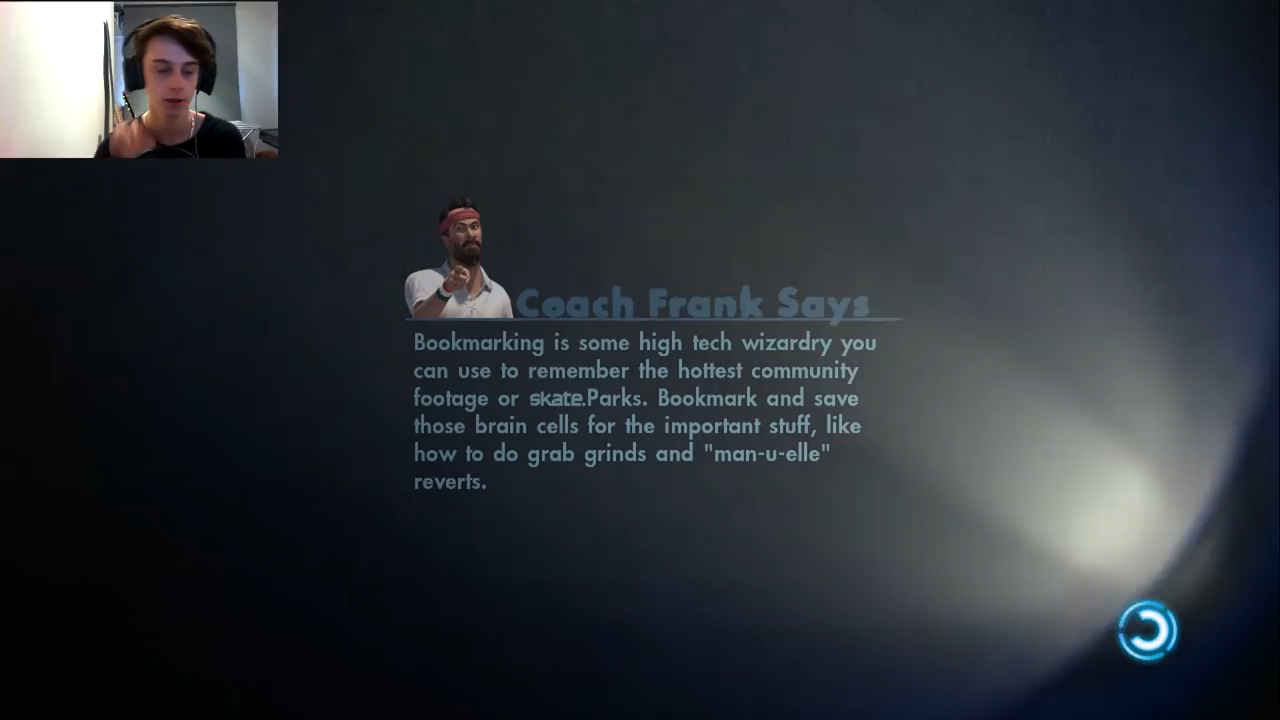 Coach Frank Says
Bookmarking is some high tech wizardry you
can use to remember the hottest community
footage or skate.Parks. Bookmark and save
those brain cells for the important stuff, like
how to do grab grinds and "man-u-elle"
reverts.